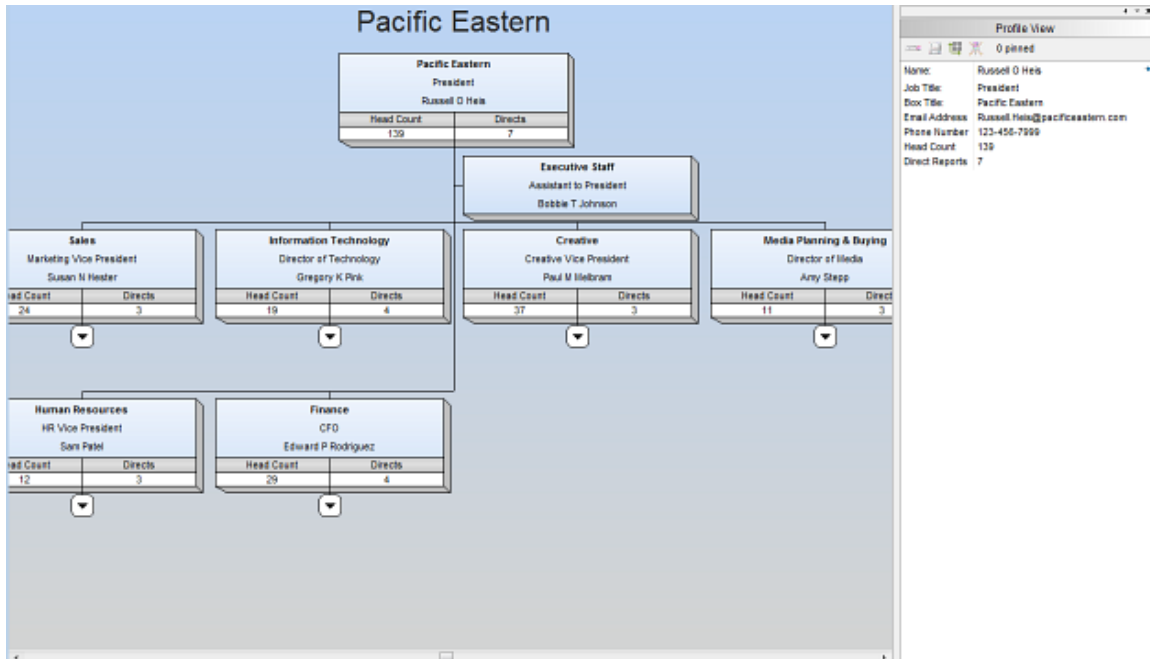 Pacific Eastern
Pacific Eastern
President
Russell O Heis
Head Count Directs
139 7
Executive Staff
Assistant to President
Bobbie T Johnson
Sales
Marketing Vice President
Susan N Hester
ead Count Directs
24 3
Information Technology
Director of Technology
Gregory K Pink
Head Count Directs
19 4
Creative
Creative Vice President
Paul M Melbram
Head Count Directs
37 3
Media Planning & Buying
Director of Media
Amy Stepp
Head Count Direct
11 3
Human Resources
HR Vice President
Sam Patel
ead Count Directs
12 3
Finance
CFO
Edward P Rodriguez
Head Count Directs
29 4
Profile View
0 pinned
Name: Russell O Heis
Job Title: President
Box Title: Pacific Eastern
Email Address Russell.Heis@pacificeastern.com
Phone Number 123-456-7999
Head Count 139
Direct Reports 7